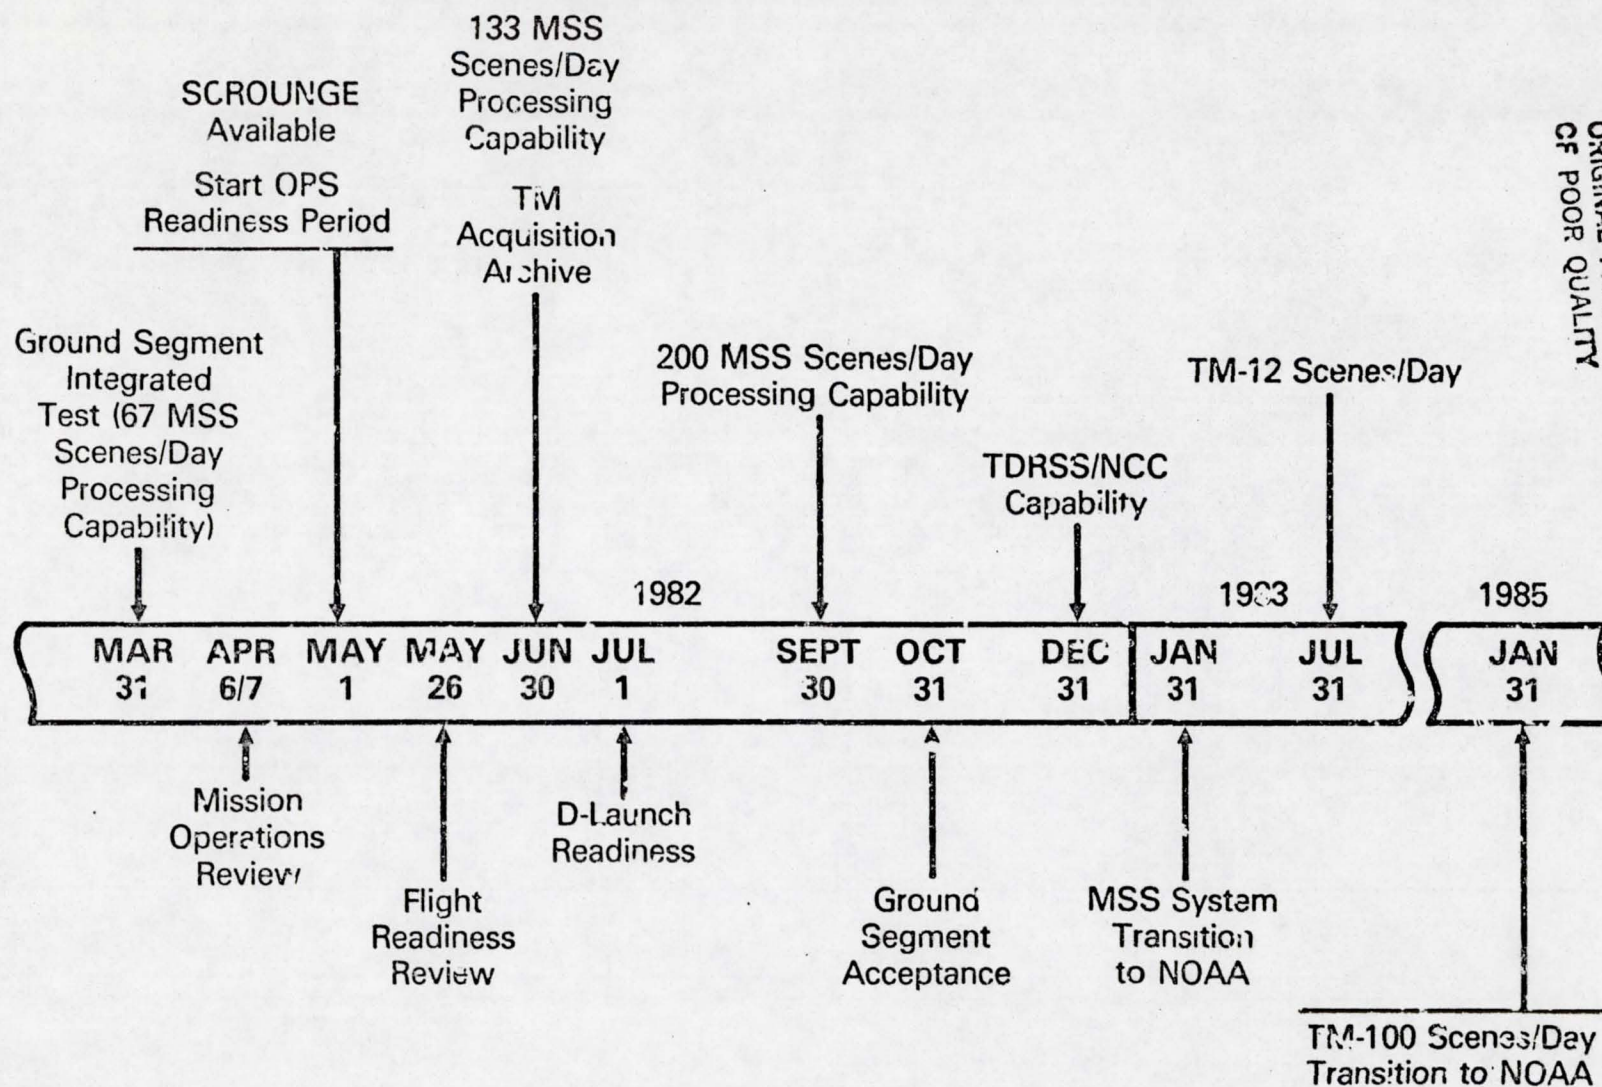 133 MSS
Scenes/Day
Processing
Capability
SCROUNGE
Available
Start OPS
Readiness Period
TM
Acquisition
Archive
OF POOR QUALITY
Ground Segment
Integrated
Test (67 MSS
Scenes/Day
Processing
Capability)
200 MSS Scenes/Day
Processing Capability
TM-12 Scenes/Day
TDRSS/NCC
Capability
1982
1983
1985
MAR APR MAY MAY JUN JUL SEPT OCT DEC JAN JUL JAN
31 6/7 1 26 30 1 30 31 31 31 31 31
Mission
Operations
Review
D-Launch
Readiness
Flight
Readiness
Review
Ground
Segment
Acceptance
MSS System
Transition
to NOAA
TM-100 Scenes/Day
Transition to NOAA